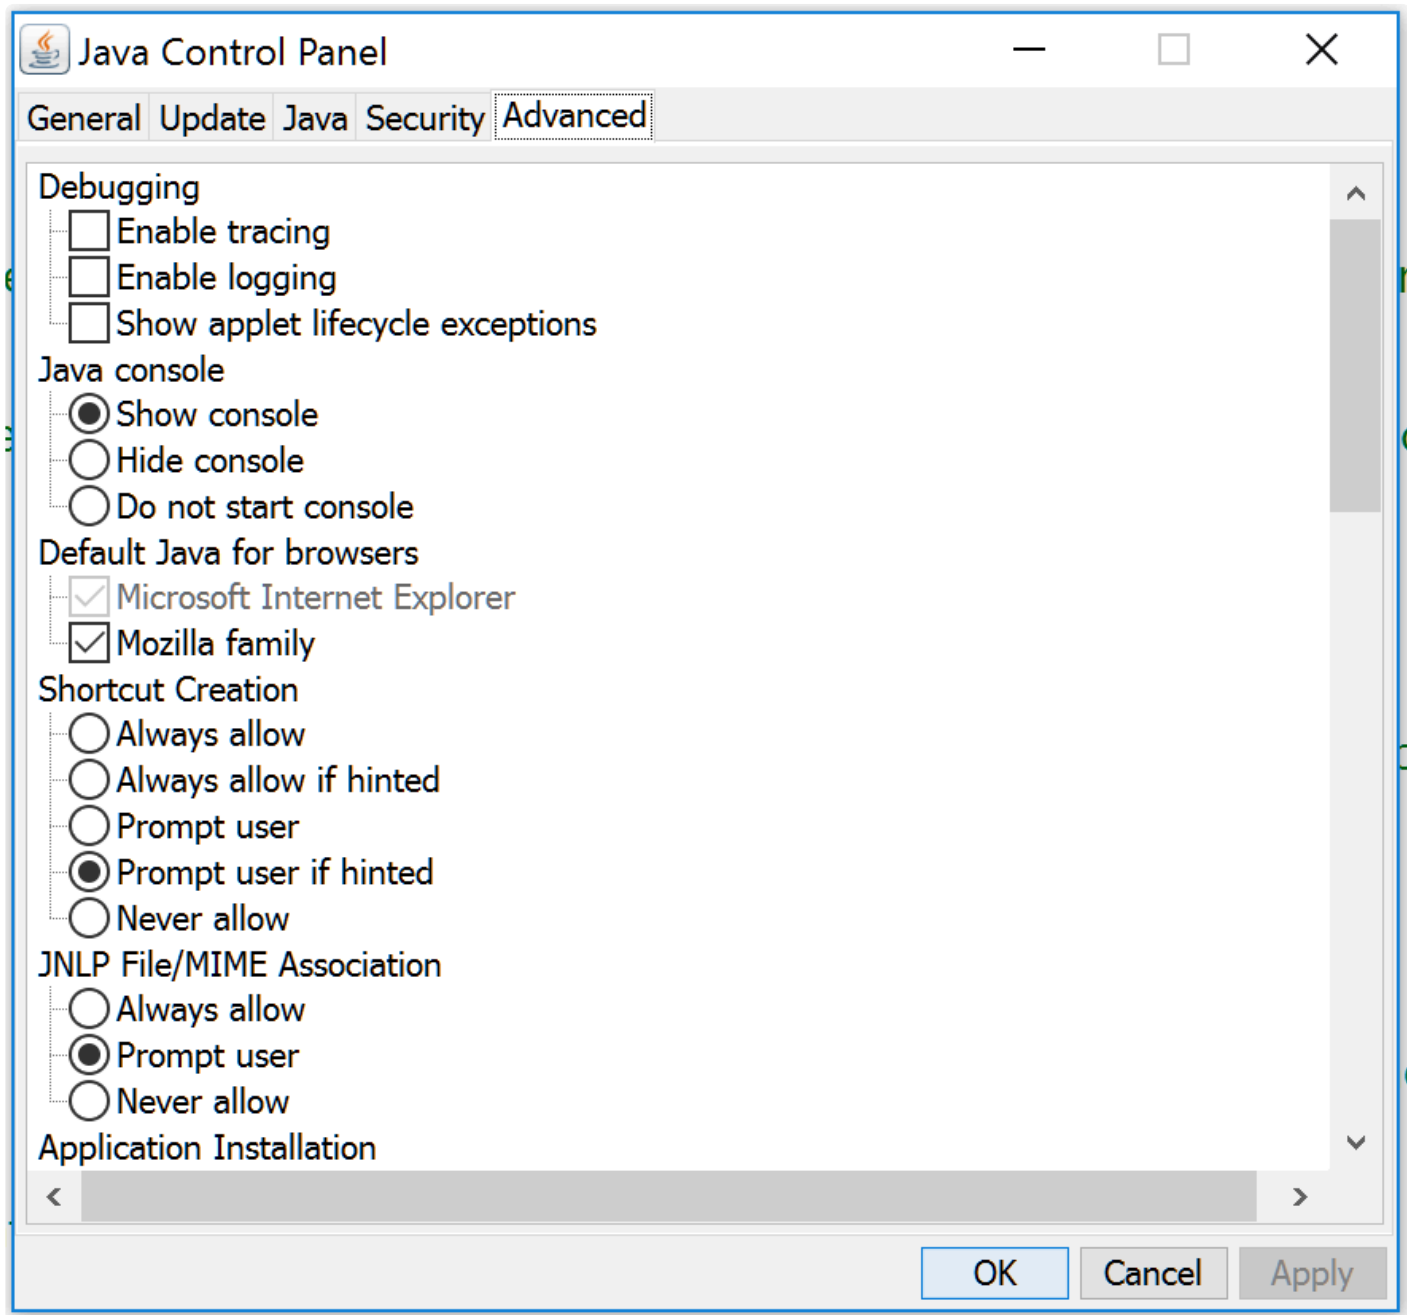 Java Control Panel
General Update Java Security Advanced
Debugging
Enable tracing
Enable logging
Show applet lifecycle exceptions
Java console
Show console
Hide console
Do not start console
Default Java for browsers
Microsoft Internet Explorer
Mozilla family
Shortcut Creation
Always allow
Always allow if hinted
Prompt user
Prompt user if hinted
Never allow
JNLP File/MIME Association
Always allow
Prompt user
Never allow
Application Installation
OK Cancel Apply